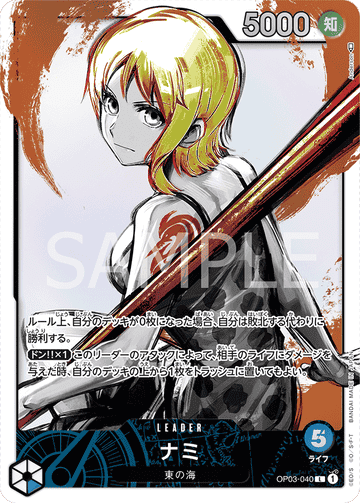 5000 知
SAMPLE
ルール上、自分のデッキが0枚になった場合、自分は敗北する代わりに
勝利する。
ドン!!×1 このリーダーのアタックによって、相手のライフにダメージを
与えた時、自分のデッキの上から1枚をトラッシュに置いてもよい。
LEADER
ナミ
東の海
5
ライフ
OP03-040 L 1